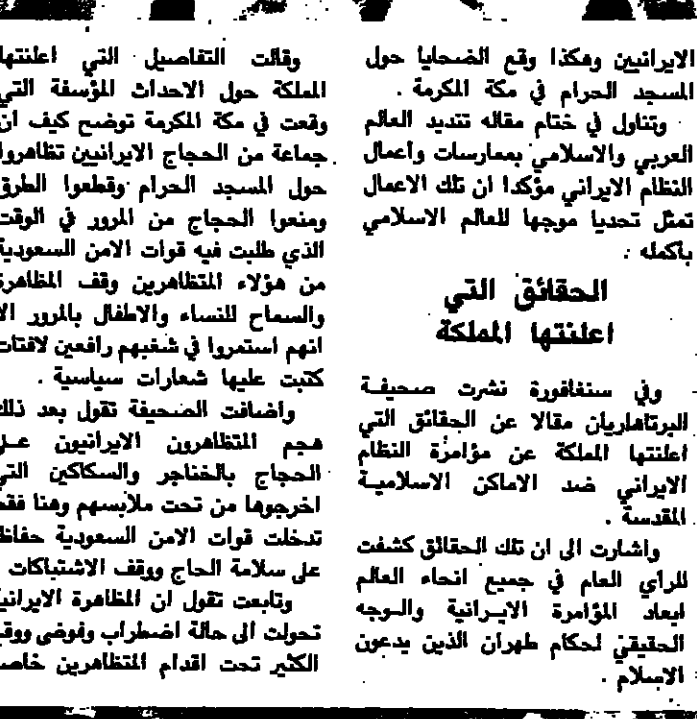 الايرانيين وهكذا وقع الضحايا حول
المسجد الحرام في مكة المكرمة .
وتناول في ختام مقاله تنديد العالم
العربي والاسلامي بممارسات واعمال
النظام الايراني مؤكدا ان تلك الاعمال
تمثل تحديا موجها للعالم الاسلامي
بأكمله .
الحقائق التي
اعلنتها المملكة
وفي سنغافورة نشرت صحيفة
البرتاهاريان مقالا عن الحقائق التي
اعلنتها المملكة عن مؤامرة النظام
الايراني ضد الاماكن الاسلامية
المقدسة .
واشارت الى ان تلك الحقائق كشفت
للرأي العام في جميع انحاء العالم
ابعاد المؤامرة الايرانية والوجه
الحقيقي لحكام طهران الذين يدعون
الاسلام .
وقالت التفاصيل التي اعلنتها
المملكة حول الاحداث المؤسفة التي
وقعت في مكة المكرمة توضح كيف ان
جماعة من الحجاج الايرانيين تظاهروا
حول المسجد الحرام وقطعوا الطرق
ومنعوا الحجاج من المرور في الوقت
الذي طلبت فيه قوات الامن السعودية
من هؤلاء المتظاهرين وقف المظاهرة
والسماح للنساء والاطفال بالمرور الا
انهم استمروا في شغبهم رافعين لافتات
كتبت عليها شعارات سياسية .
واضافت الصحيفة تقول بعد ذلك
هجم المتظاهرون الايرانيون على
الحجاج بالخناجر والسكاكين التي
اخرجوها من تحت ملابسهم وهنا فقط
تدخلت قوات الامن السعودية حفاظا
على سلامة الحاج ووقف الاشتباكات
وتابعت تقول ان المظاهرة الايرانية
تحولت الى حالة اضطراب وفوضى ووقع
الكثير تحت اقدام المتظاهرين خاصة